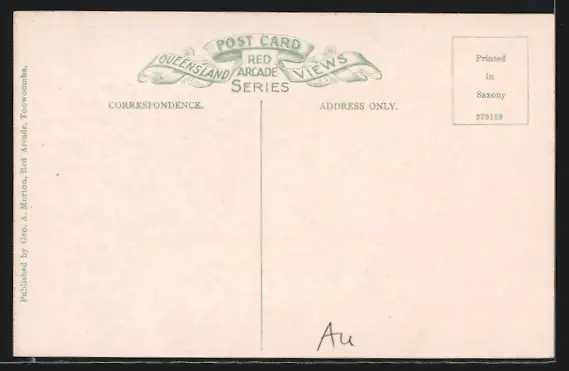 POST CARD
QUEENSLAND RED ARCADE VIEWS
SERIES
CORRESPONDENCE.
ADDRESS ONLY.
Printed
in
Saxony
375159
Published by Geo. A. Morton, Red Arcade, Toowoomba.
Au